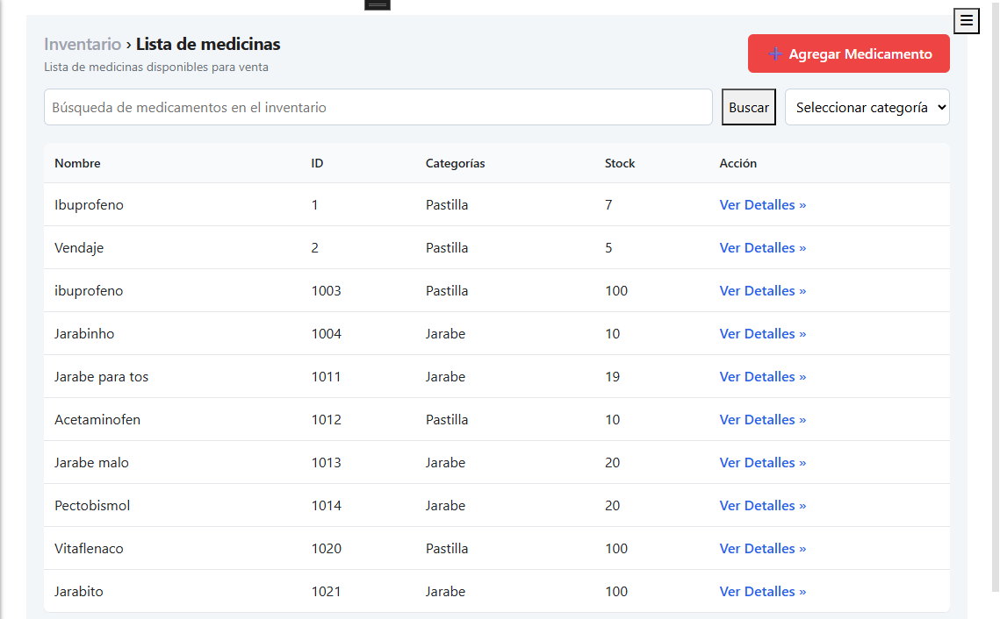 Inventario › Lista de medicinas
Lista de medicinas disponibles para venta
+ Agregar Medicamento
Búsqueda de medicamentos en el inventario
Buscar
Seleccionar categoría
Nombre ID Categorías Stock Acción
Ibuprofeno 1 Pastilla 7 Ver Detalles »
Vendaje 2 Pastilla 5 Ver Detalles »
ibuprofeno 1003 Pastilla 100 Ver Detalles »
Jarabinho 1004 Jarabe 10 Ver Detalles »
Jarabe para tos 1011 Jarabe 19 Ver Detalles »
Acetaminofen 1012 Pastilla 10 Ver Detalles »
Jarabe malo 1013 Jarabe 20 Ver Detalles »
Pectobismol 1014 Jarabe 20 Ver Detalles »
Vitaflenaco 1020 Pastilla 100 Ver Detalles »
Jarabito 1021 Jarabe 100 Ver Detalles »